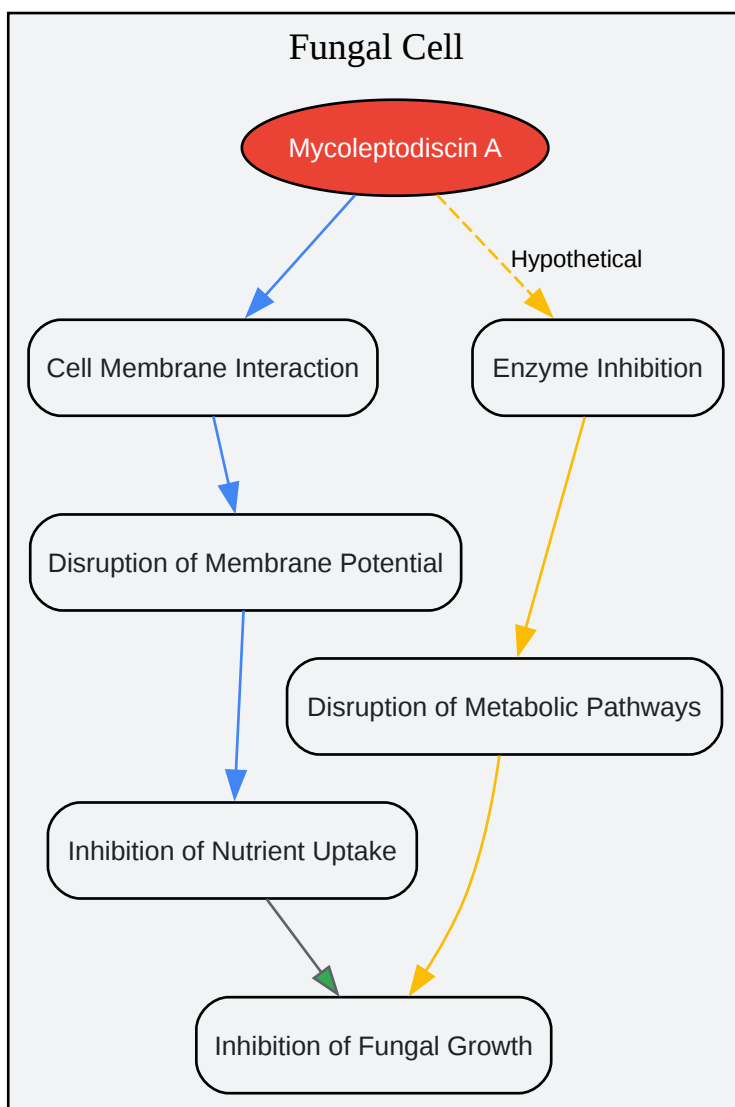 Fungal Cell
Mycoleptodiscin A
Hypothetical
Cell Membrane Interaction
Enzyme Inhibition
Disruption of Membrane Potential
Disruption of Metabolic Pathways
Inhibition of Nutrient Uptake
Inhibition of Fungal Growth